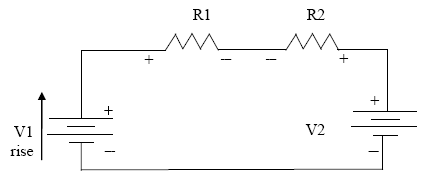 R1 R2
+ – – +
+ +
V1 V2
rise
– –